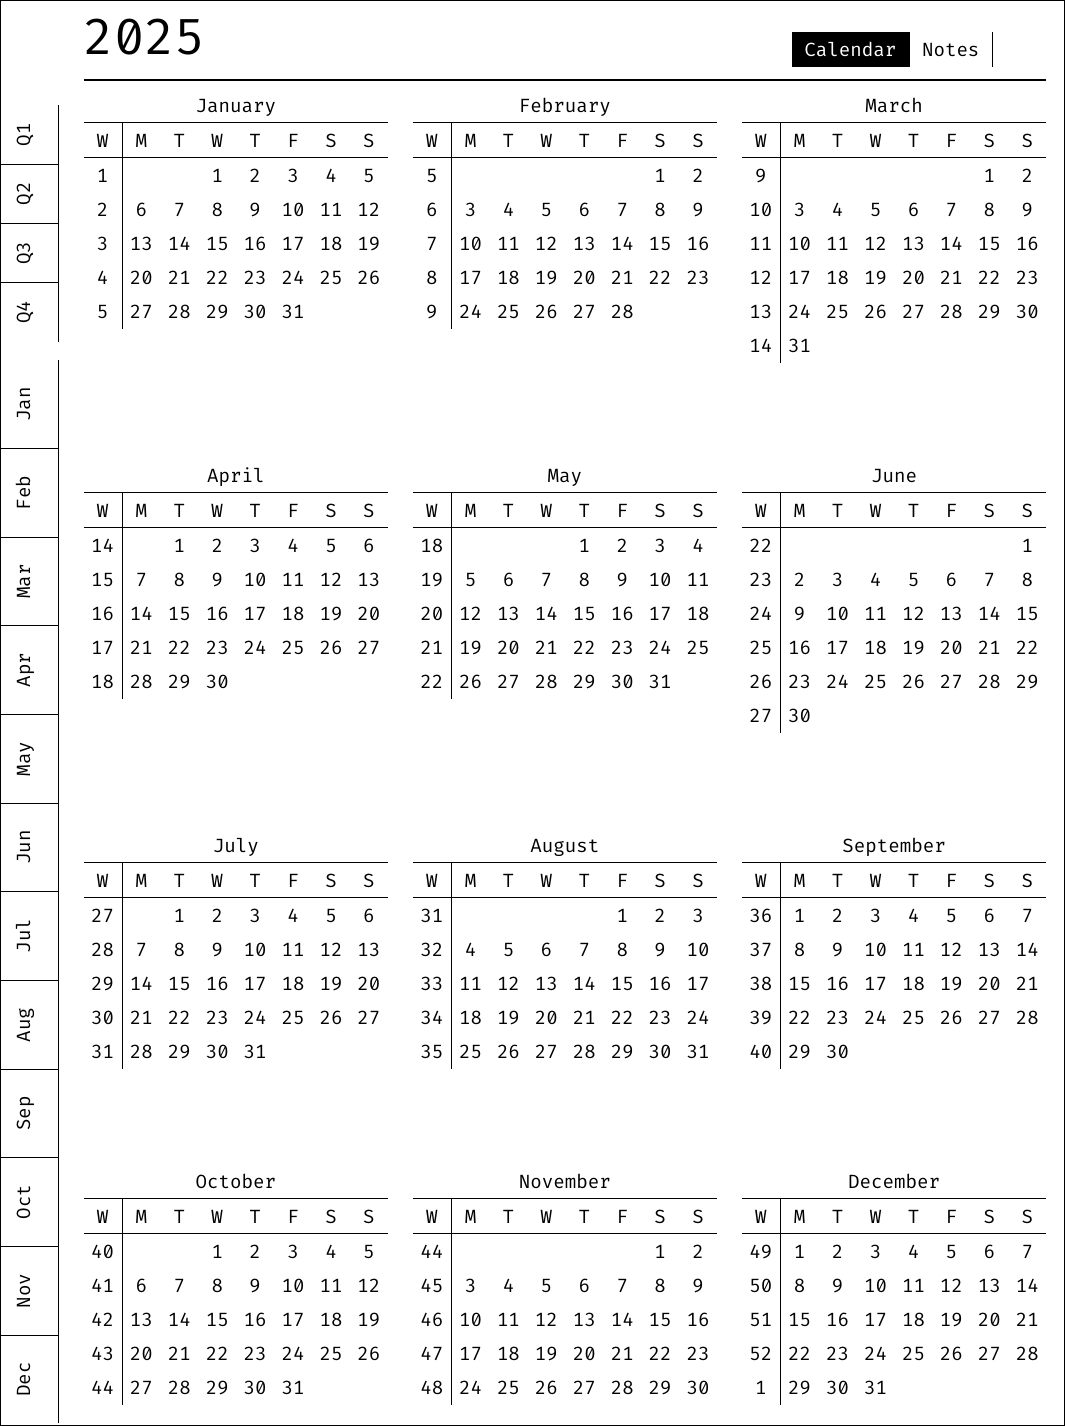 2025
Calendar Notes
Q1
Q2
Q3
Q4
Jan
Feb
Mar
Apr
May
Jun
Jul
Aug
Sep
Oct
Nov
Dec
January
W M T W T F S S
1 1 2 3 4 5
2 6 7 8 9 10 11 12
3 13 14 15 16 17 18 19
4 20 21 22 23 24 25 26
5 27 28 29 30 31
February
W M T W T F S S
5 1 2
6 3 4 5 6 7 8 9
7 10 11 12 13 14 15 16
8 17 18 19 20 21 22 23
9 24 25 26 27 28
March
W M T W T F S S
9 1 2
10 3 4 5 6 7 8 9
11 10 11 12 13 14 15 16
12 17 18 19 20 21 22 23
13 24 25 26 27 28 29 30
14 31
April
W M T W T F S S
14 1 2 3 4 5 6
15 7 8 9 10 11 12 13
16 14 15 16 17 18 19 20
17 21 22 23 24 25 26 27
18 28 29 30
May
W M T W T F S S
18 1 2 3 4
19 5 6 7 8 9 10 11
20 12 13 14 15 16 17 18
21 19 20 21 22 23 24 25
22 26 27 28 29 30 31
June
W M T W T F S S
22 1
23 2 3 4 5 6 7 8
24 9 10 11 12 13 14 15
25 16 17 18 19 20 21 22
26 23 24 25 26 27 28 29
27 30
July
W M T W T F S S
27 1 2 3 4 5 6
28 7 8 9 10 11 12 13
29 14 15 16 17 18 19 20
30 21 22 23 24 25 26 27
31 28 29 30 31
August
W M T W T F S S
31 1 2 3
32 4 5 6 7 8 9 10
33 11 12 13 14 15 16 17
34 18 19 20 21 22 23 24
35 25 26 27 28 29 30 31
September
W M T W T F S S
36 1 2 3 4 5 6 7
37 8 9 10 11 12 13 14
38 15 16 17 18 19 20 21
39 22 23 24 25 26 27 28
40 29 30
October
W M T W T F S S
40 1 2 3 4 5
41 6 7 8 9 10 11 12
42 13 14 15 16 17 18 19
43 20 21 22 23 24 25 26
44 27 28 29 30 31
November
W M T W T F S S
44 1 2
45 3 4 5 6 7 8 9
46 10 11 12 13 14 15 16
47 17 18 19 20 21 22 23
48 24 25 26 27 28 29 30
December
W M T W T F S S
49 1 2 3 4 5 6 7
50 8 9 10 11 12 13 14
51 15 16 17 18 19 20 21
52 22 23 24 25 26 27 28
1 29 30 31